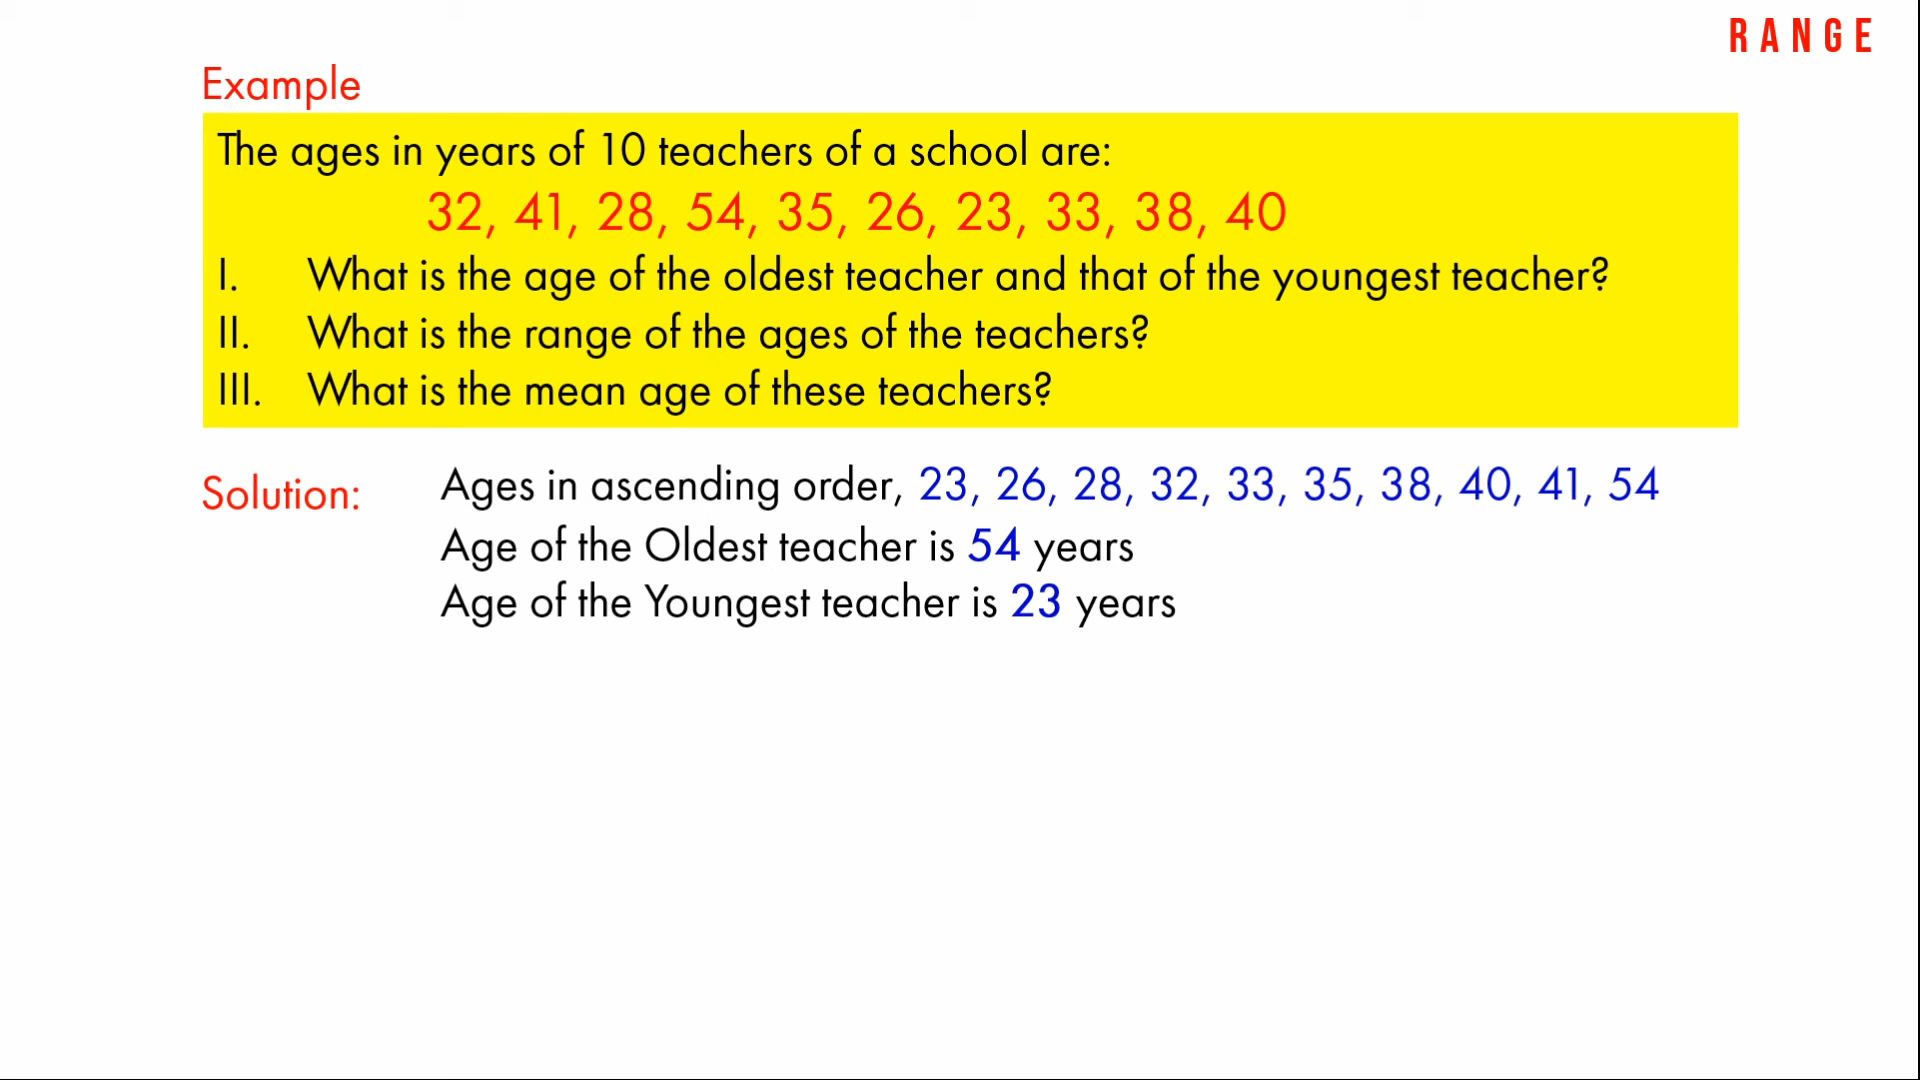 RANGE
Example
The ages in years of 10 teachers of a school are:
32, 41, 28, 54, 35, 26, 23, 33, 38, 40
I. What is the age of the oldest teacher and that of the youngest teacher?
II. What is the range of the ages of the teachers?
III. What is the mean age of these teachers?
Solution: Ages in ascending order, 23, 26, 28, 32, 33, 35, 38, 40, 41, 54
Age of the Oldest teacher is 54 years
Age of the Youngest teacher is 23 years